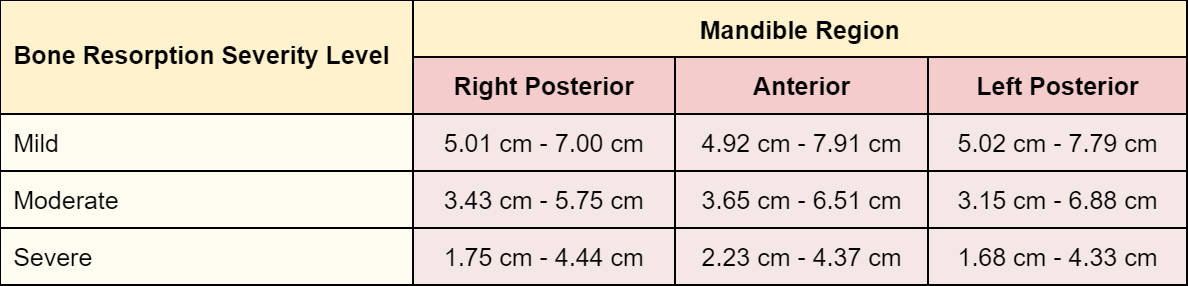 Bone Resorption Severity Level
Mandible Region
Right Posterior Anterior Left Posterior
Mild 5.01 cm - 7.00 cm 4.92 cm - 7.91 cm 5.02 cm - 7.79 cm
Moderate 3.43 cm - 5.75 cm 3.65 cm - 6.51 cm 3.15 cm - 6.88 cm
Severe 1.75 cm - 4.44 cm 2.23 cm - 4.37 cm 1.68 cm - 4.33 cm